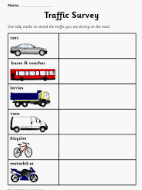 Name
Traffic Survey
Use tally marks to record the traffic you see driving on the road.
cars
buses & coaches
lorries
vans
bicycles
motorbikes